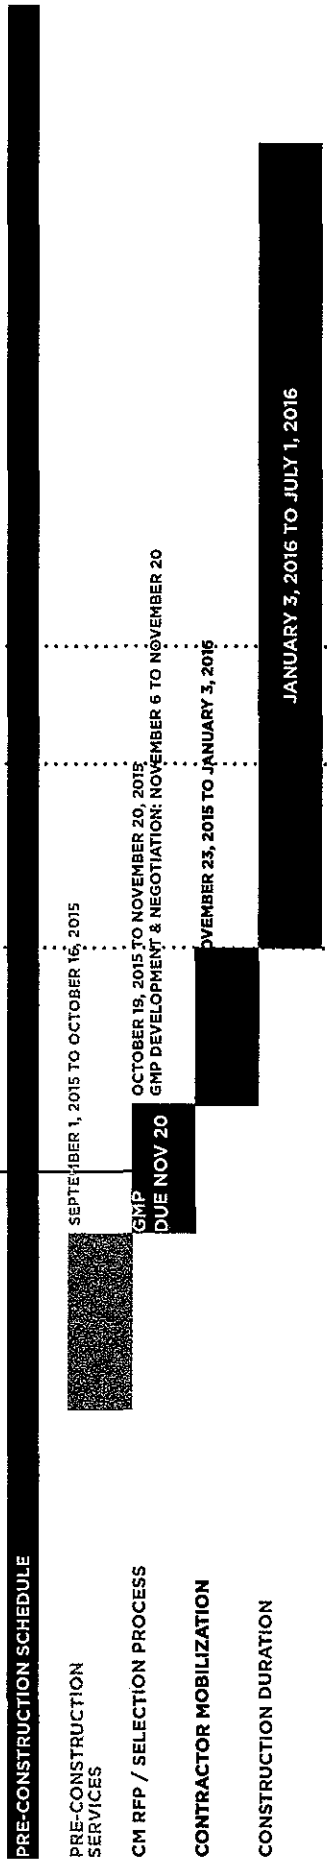 PRE-CONSTRUCTION SCHEDULE
PRE-CONSTRUCTION
SERVICES
SEPTEMBER 1, 2015 TO OCTOBER 16, 2015
CM RFP / SELECTION PROCESS
GMP
DUE NOV 20
OCTOBER 19, 2015 TO NOVEMBER 20, 2015
GMP DEVELOPMENT & NEGOTIATION: NOVEMBER 6 TO NOVEMBER 20
CONTRACTOR MOBILIZATION
OVEMBER 23, 2015 TO JANUARY 3, 2016
CONSTRUCTION DURATION
JANUARY 3, 2016 TO JULY 1, 2016